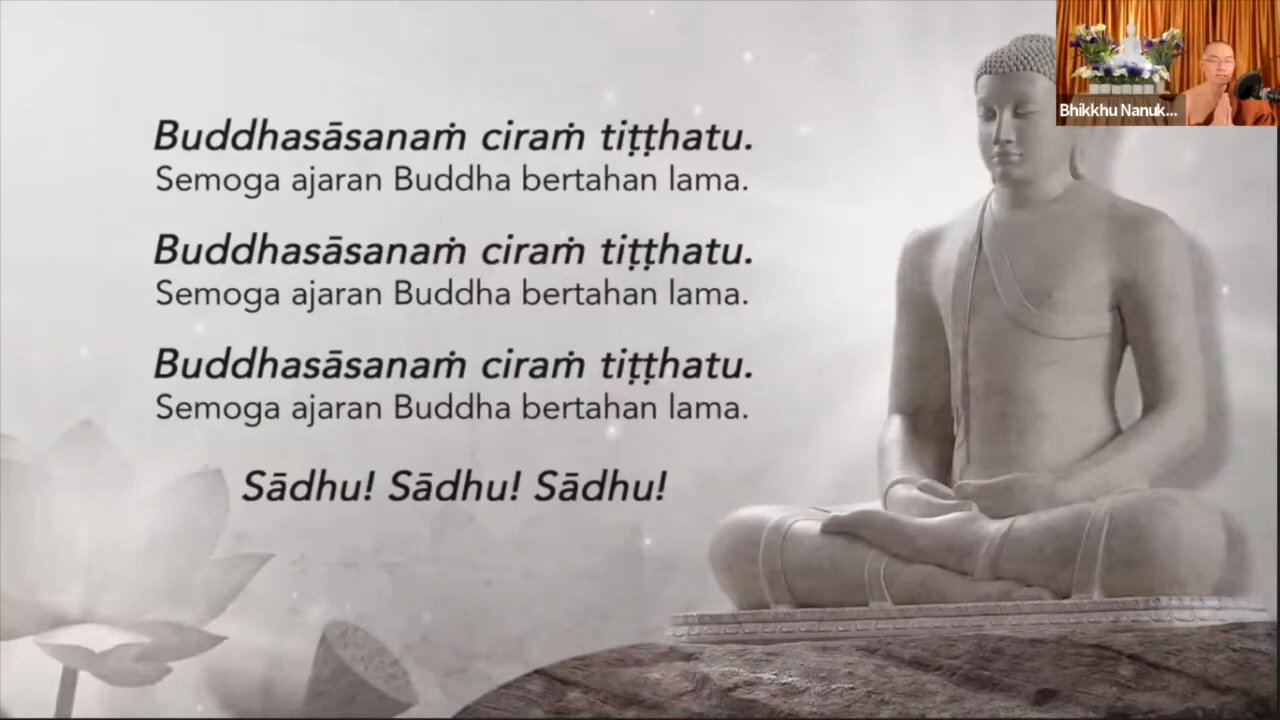 Buddhasāsanaṁ ciraṁ tiṭṭhatu.
Semoga ajaran Buddha bertahan lama.
Buddhasāsanaṁ ciraṁ tiṭṭhatu.
Semoga ajaran Buddha bertahan lama.
Buddhasāsanaṁ ciraṁ tiṭṭhatu.
Semoga ajaran Buddha bertahan lama.
Sādhu! Sādhu! Sādhu!
Bhikkhu Nanuk...